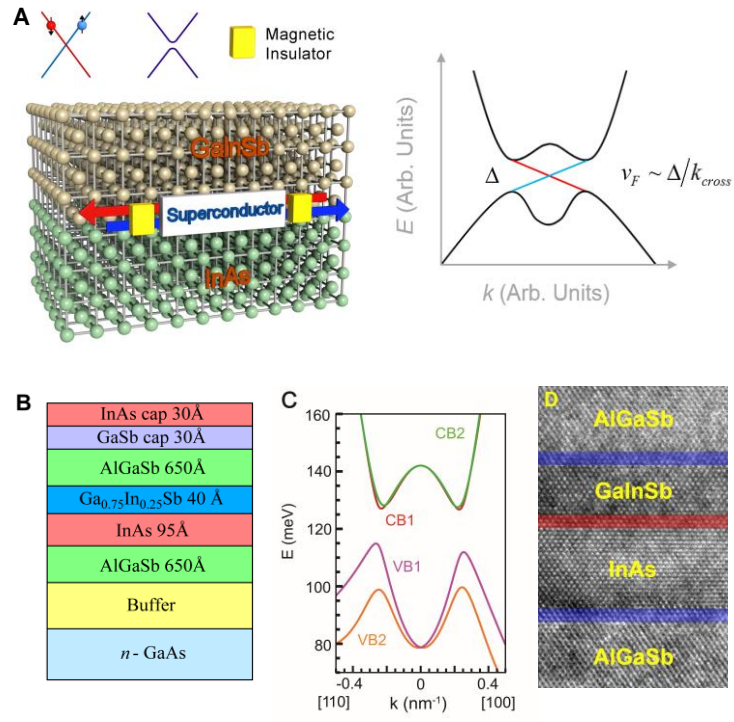 A
Magnetic
Insulator
GaInSb
Superconductor
InAs
E (Arb. Units)
Δ
v_F ~ Δ/k_cross
k (Arb. Units)
B
InAs cap 30Å
GaSb cap 30Å
AlGaSb 650Å
Ga0.75In0.25Sb 40 Å
InAs 95Å
AlGaSb 650Å
Buffer
n- GaAs
C
160
140
120
100
80
E (meV)
CB2
CB1
VB1
VB2
-0.4
0
0.4
[110]
k (nm-1)
[100]
D
AlGaSb
GaInSb
InAs
AlGaSb